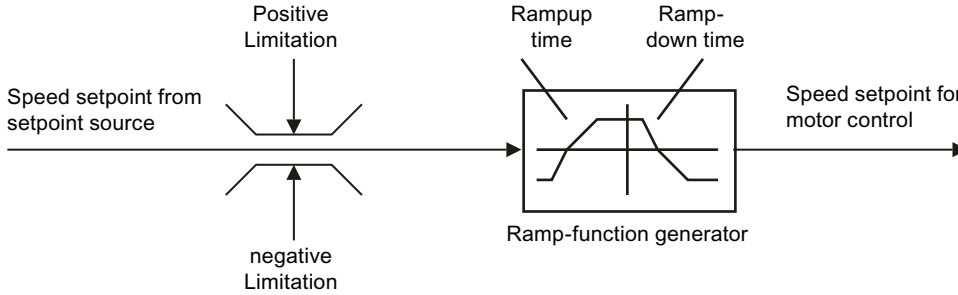 Positive
Limitation
Rampup
time
Ramp-
down time
Speed setpoint from
setpoint source
Speed setpoint for
motor control
Ramp-function generator
negative
Limitation